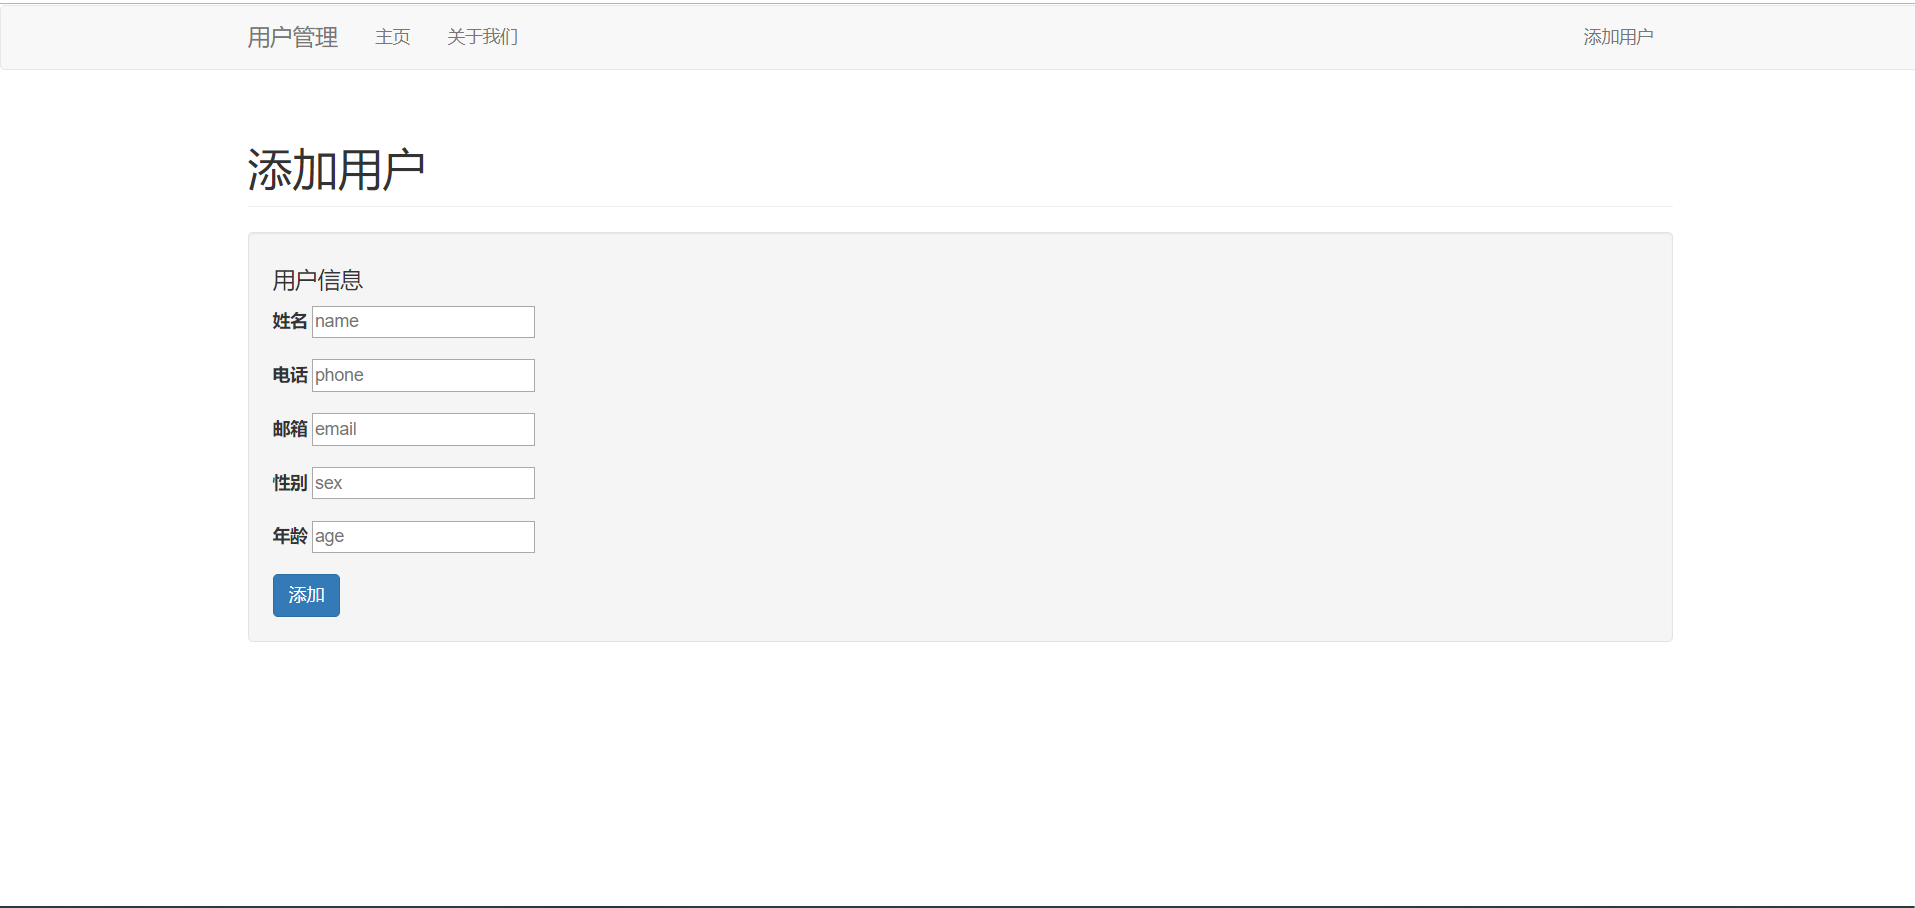 用户管理 主页 关于我们 添加用户
添加用户
用户信息
姓名 name
电话 phone
邮箱 email
性别 sex
年龄 age
添加